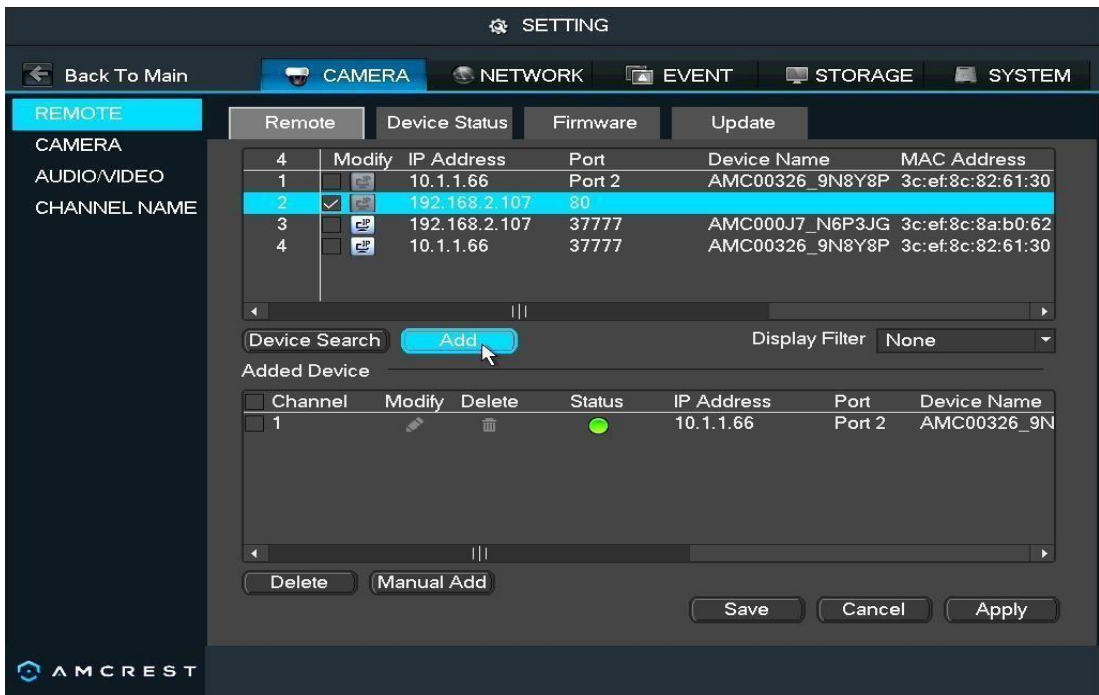 SETTING
Back To Main CAMERA NETWORK EVENT STORAGE SYSTEM
REMOTE
CAMERA
AUDIO/VIDEO
CHANNEL NAME
Remote Device Status Firmware Update
4 Modify IP Address Port Device Name MAC Address
1 10.1.1.66 Port 2 AMC00326_9N8Y8P 3c:ef:8c:82:61:30
2 192.168.2.107 80
3 192.168.2.107 37777 AMC000J7_N6P3JG 3c:ef:8c:8a:b0:62
4 10.1.1.66 37777 AMC00326_9N8Y8P 3c:ef:8c:82:61:30
Device Search Add Display Filter None
Added Device
Channel Modify Delete Status IP Address Port Device Name
1 10.1.1.66 Port 2 AMC00326_9N
Delete Manual Add
Save Cancel Apply
AMCREST